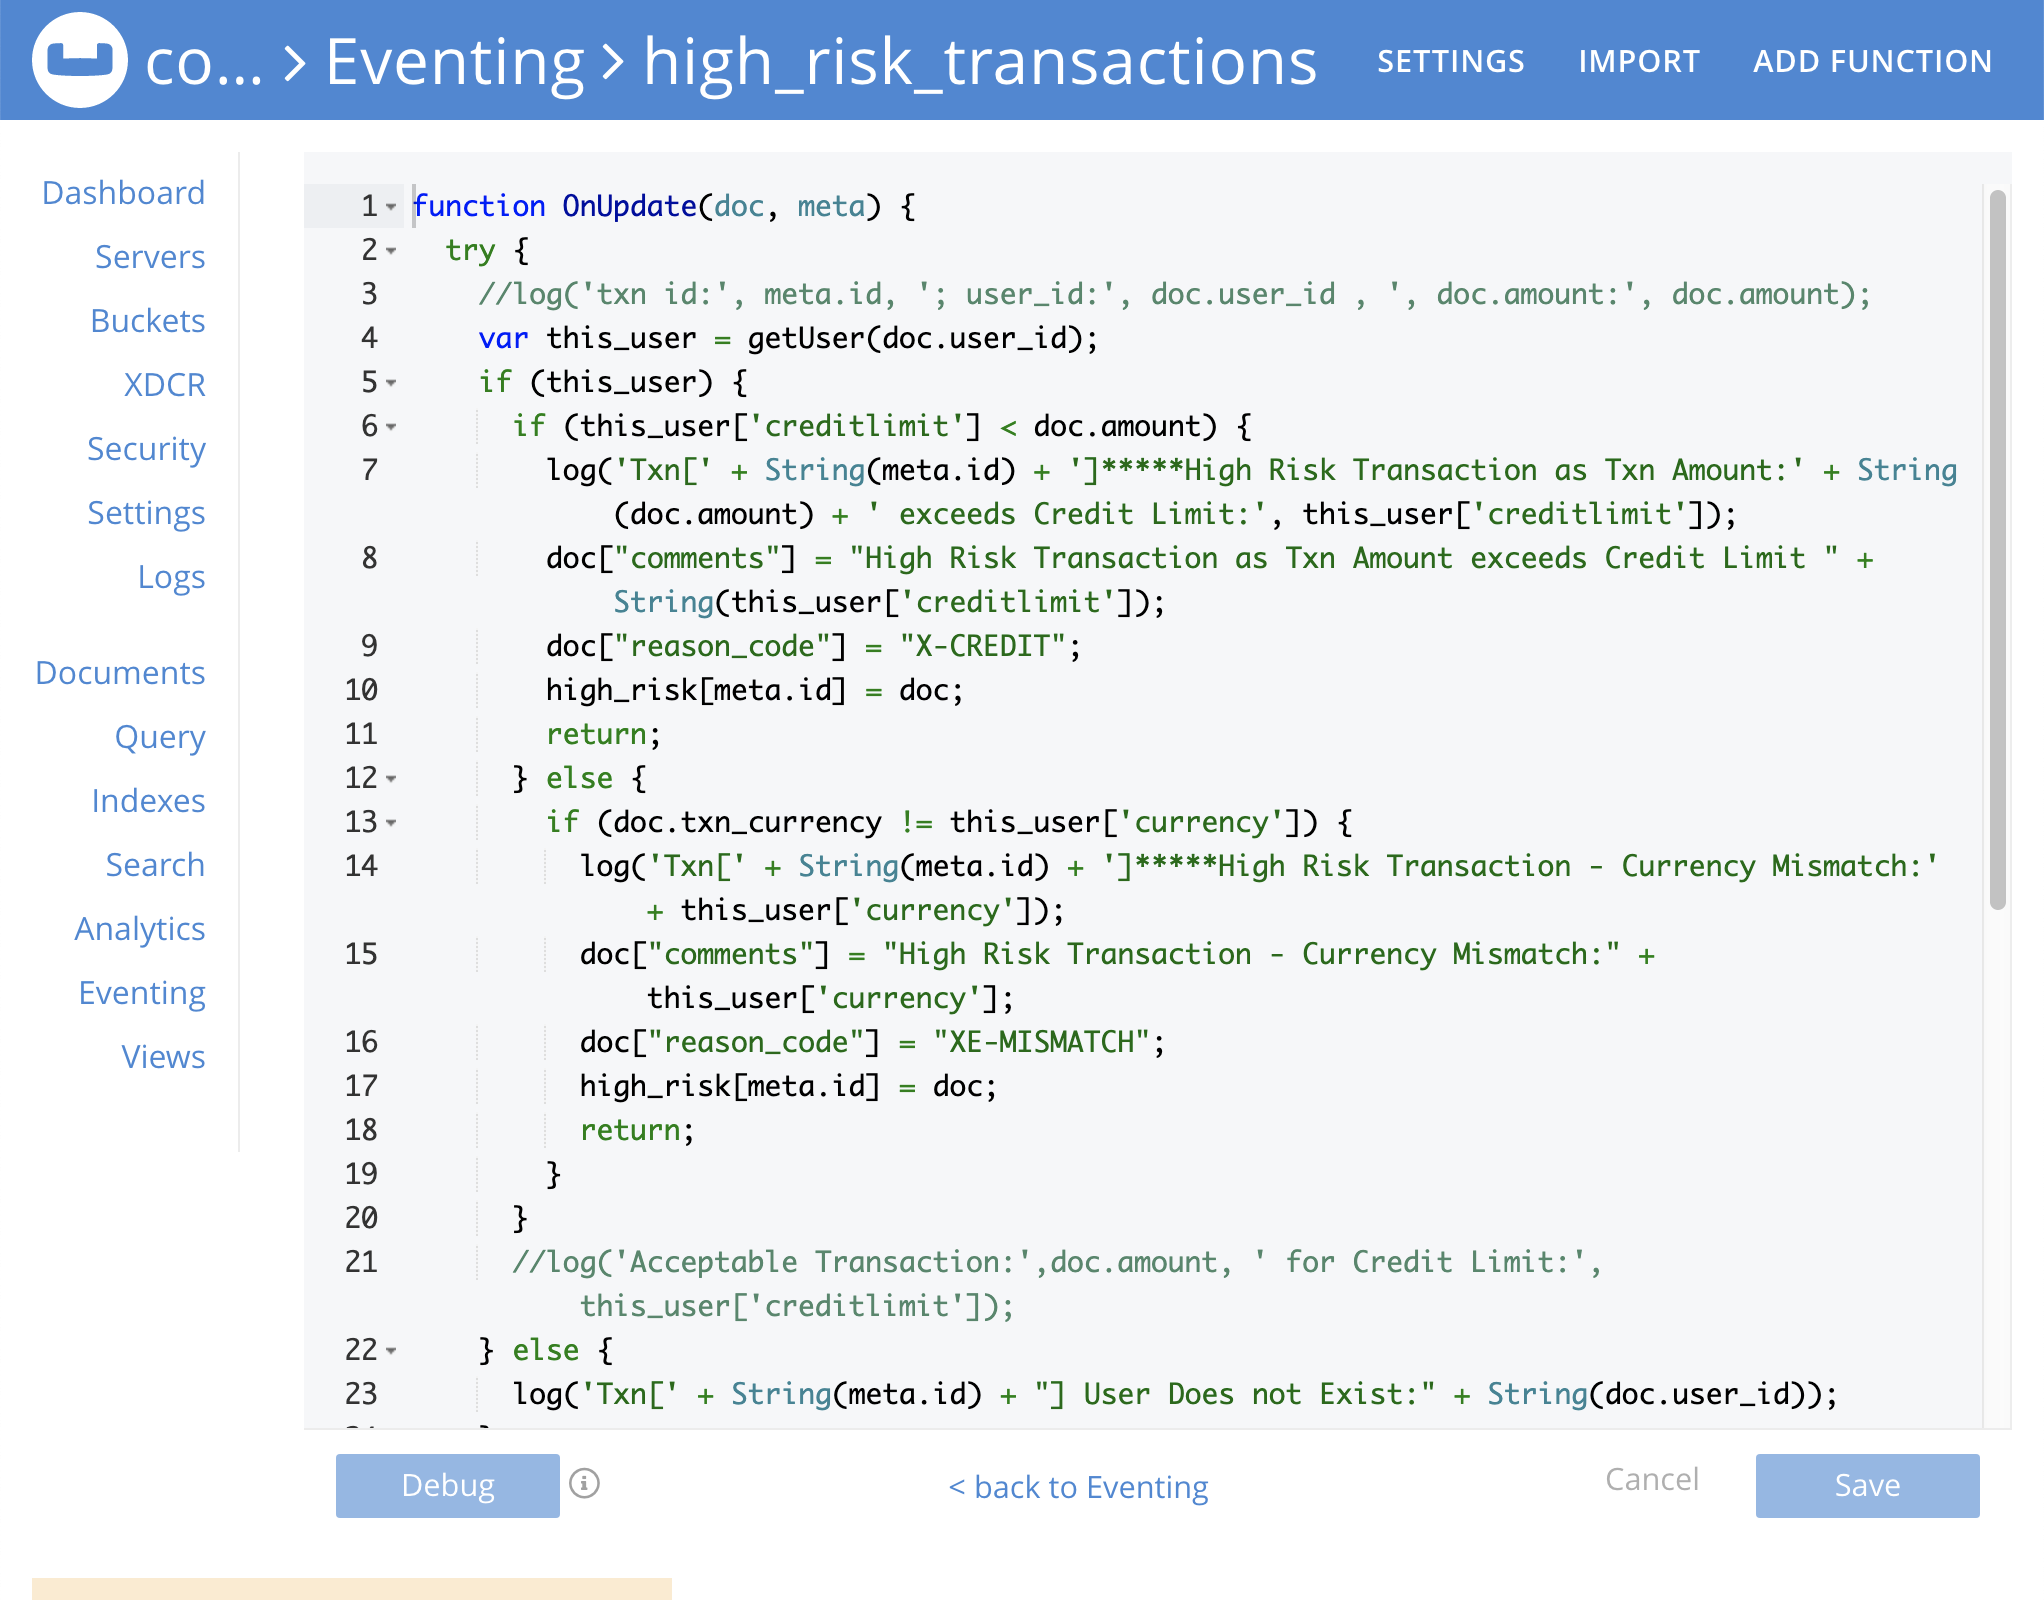 co... > Eventing > high_risk_transactions SETTINGS IMPORT ADD FUNCTION
Dashboard
Servers
Buckets
XDCR
Security
Settings
Logs
Documents
Query
Indexes
Search
Analytics
Eventing
Views
1 function OnUpdate(doc, meta) {
2 try {
3 //log('txn id:', meta.id, '; user_id:', doc.user_id , ', doc.amount:', doc.amount);
4 var this_user = getUser(doc.user_id);
5 if (this_user) {
6 if (this_user['creditlimit'] < doc.amount) {
7 log('Txn[' + String(meta.id) + ']*****High Risk Transaction as Txn Amount:' + String
(doc.amount) + ' exceeds Credit Limit:', this_user['creditlimit']);
8 doc["comments"] = "High Risk Transaction as Txn Amount exceeds Credit Limit " +
String(this_user['creditlimit']);
9 doc["reason_code"] = "X-CREDIT";
10 high_risk[meta.id] = doc;
11 return;
12 } else {
13 if (doc.txn_currency != this_user['currency']) {
14 log('Txn[' + String(meta.id) + ']*****High Risk Transaction - Currency Mismatch:'
+ this_user['currency']);
15 doc["comments"] = "High Risk Transaction - Currency Mismatch:" +
this_user['currency'];
16 doc["reason_code"] = "XE-MISMATCH";
17 high_risk[meta.id] = doc;
18 return;
19 }
20 }
21 //log('Acceptable Transaction:',doc.amount, ' for Credit Limit:',
this_user['creditlimit']);
22 } else {
23 log('Txn[' + String(meta.id) + "] User Does not Exist:" + String(doc.user_id));
Debug
< back to Eventing
Cancel
Save